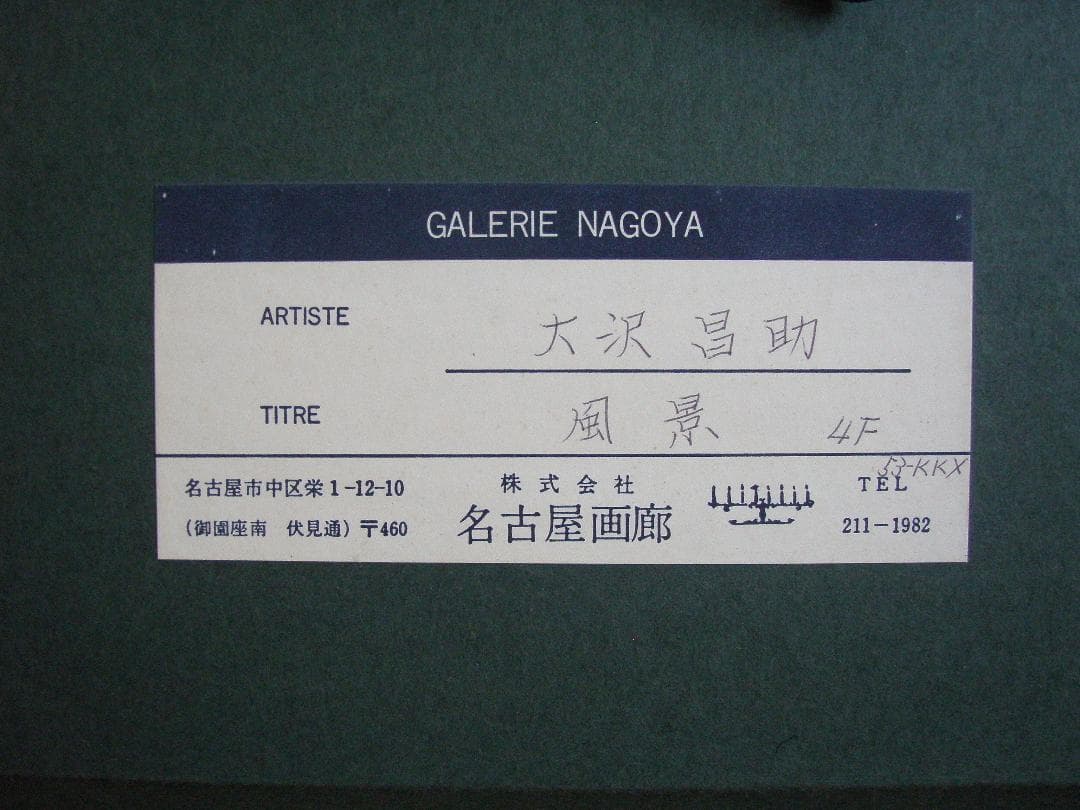 GALERIE NAGOYA
ARTISTE 大沢 昌助
TITRE 風 景 4F
53-KKX
名古屋市中区栄1-12-10 株式会社 TEL
(御園座南 伏見通) 〒460 名古屋画廊 211-1982